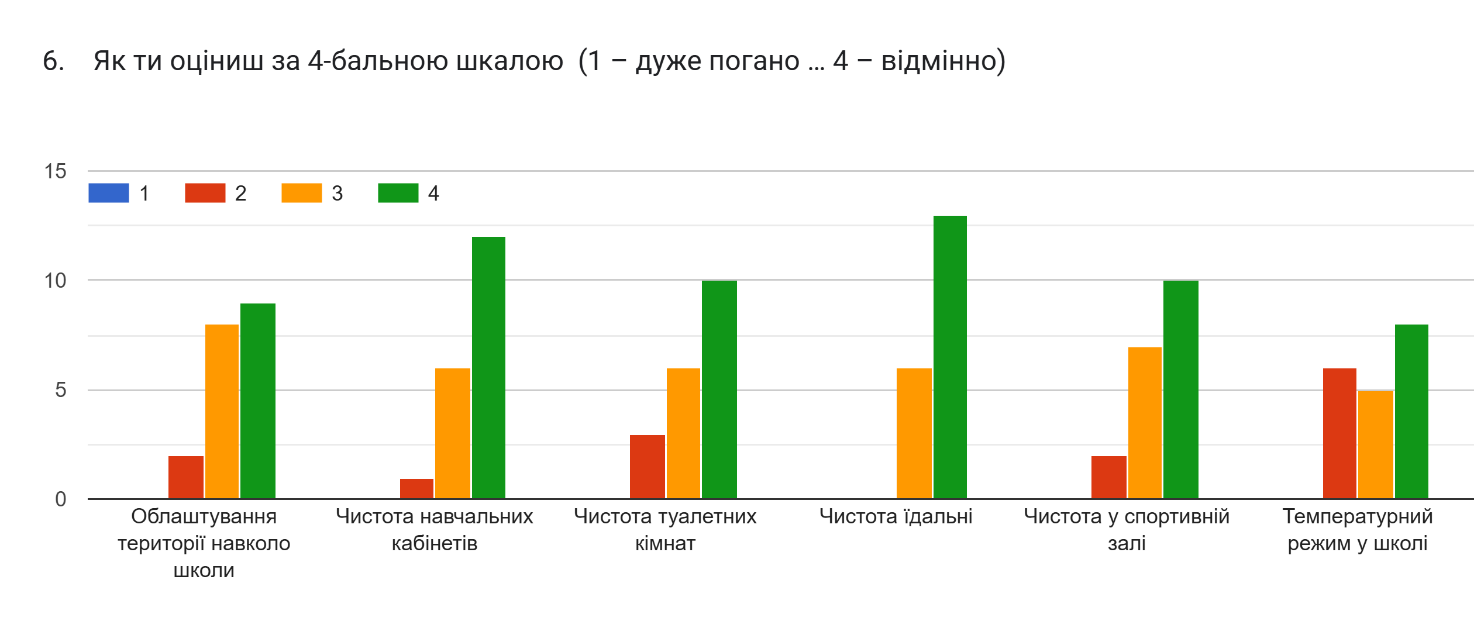 6. Як ти оціниш за 4-бальною шкалою (1 – дуже погано ... 4 – відмінно)
15
1 2 3 4
10
5
0
Облаштування території навколо школи
Чистота навчальних кабінетів
Чистота туалетних кімнат
Чистота їдальні
Чистота у спортивній залі
Температурний режим у школі